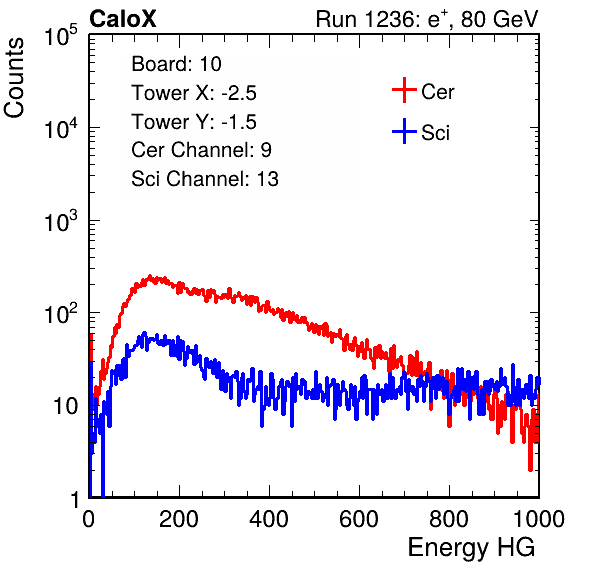 CaloX Run 1236: e⁺, 80 GeV
Counts
10⁵
10⁴
10³
10²
10
1
Board: 10
Tower X: -2.5
Tower Y: -1.5
Cer Channel: 9
Sci Channel: 13
Cer
Sci
0 200 400 600 800 1000
Energy HG